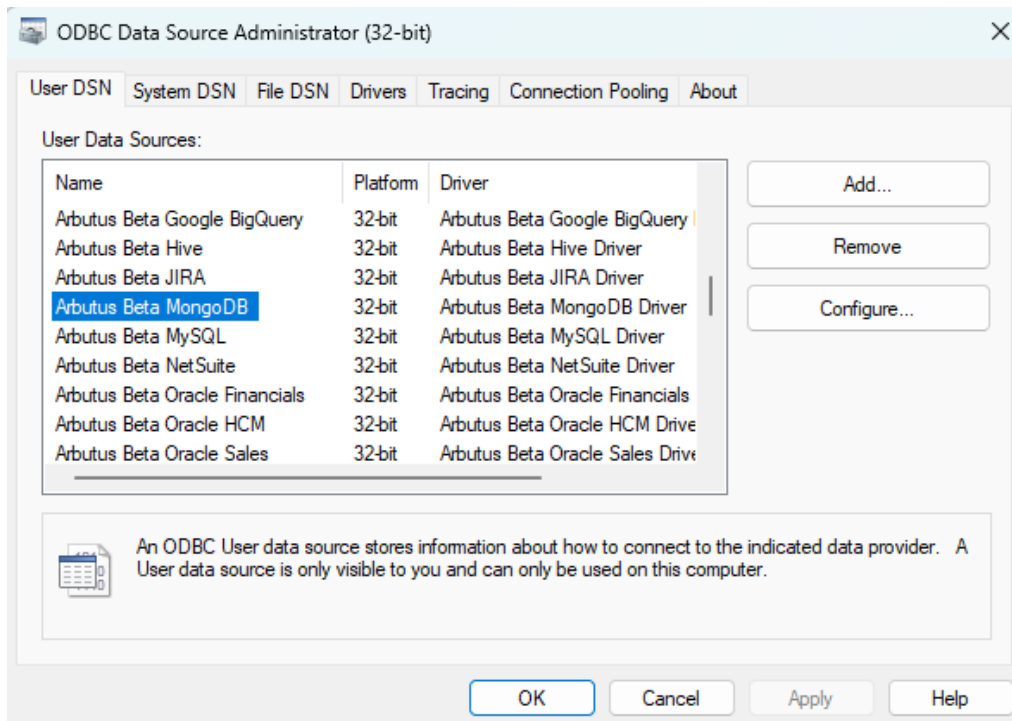 ODBC Data Source Administrator (32-bit)
User DSN System DSN File DSN Drivers Tracing Connection Pooling About
User Data Sources:
Name Platform Driver
Arbutus Beta Google BigQuery 32-bit Arbutus Beta Google BigQuery
Arbutus Beta Hive 32-bit Arbutus Beta Hive Driver
Arbutus Beta JIRA 32-bit Arbutus Beta JIRA Driver
Arbutus Beta MongoDB 32-bit Arbutus Beta MongoDB Driver
Arbutus Beta MySQL 32-bit Arbutus Beta MySQL Driver
Arbutus Beta NetSuite 32-bit Arbutus Beta NetSuite Driver
Arbutus Beta Oracle Financials 32-bit Arbutus Beta Oracle Financials
Arbutus Beta Oracle HCM 32-bit Arbutus Beta Oracle HCM Drive
Arbutus Beta Oracle Sales 32-bit Arbutus Beta Oracle Sales Drive
Add...
Remove
Configure...
An ODBC User data source stores information about how to connect to the indicated data provider. A
User data source is only visible to you and can only be used on this computer.
OK Cancel Apply Help